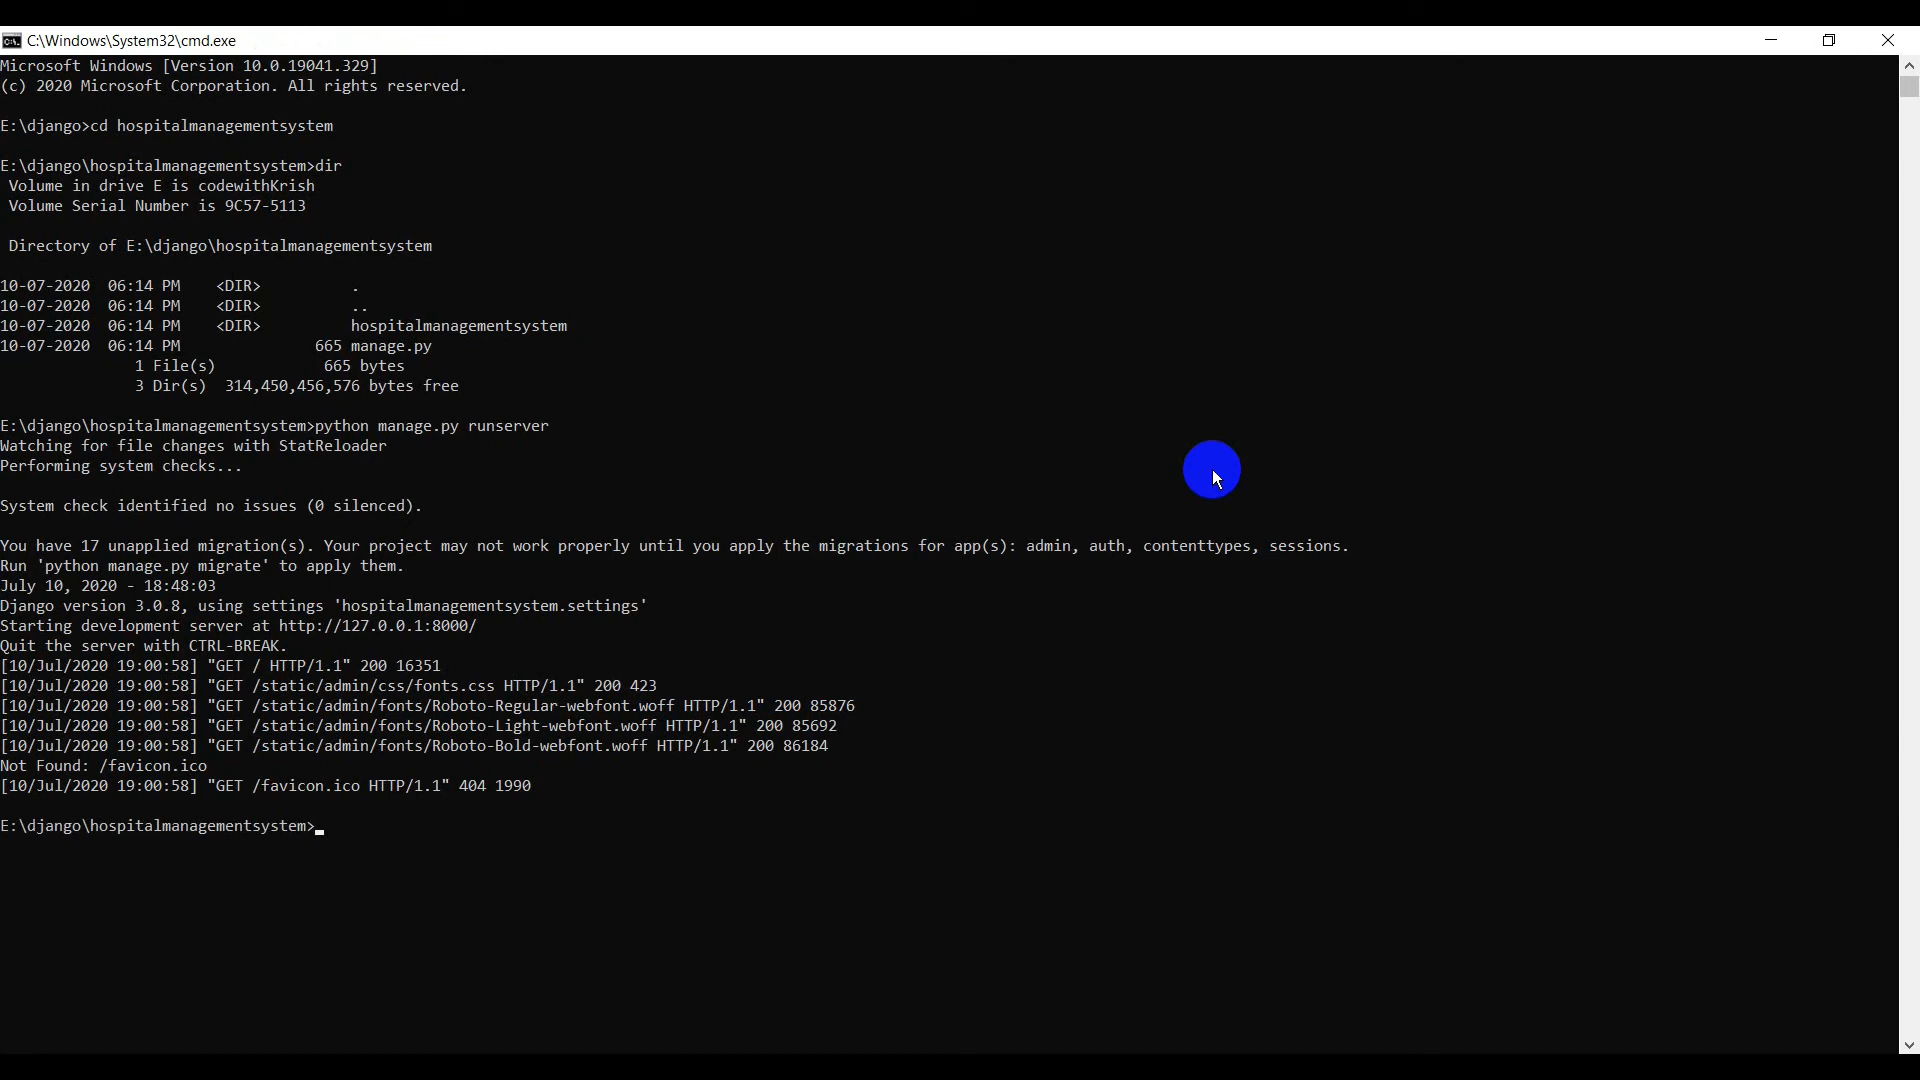 C:\Windows\System32\cmd.exe
Microsoft Windows [Version 10.0.19041.329]
(c) 2020 Microsoft Corporation. All rights reserved.
E:\django>cd hospitalmanagementsystem
E:\django\hospitalmanagementsystem>dir
 Volume in drive E is codewithKrish
 Volume Serial Number is 9C57-5113
 Directory of E:\django\hospitalmanagementsystem
10-07-2020  06:14 PM    <DIR>          .
10-07-2020  06:14 PM    <DIR>          ..
10-07-2020  06:14 PM    <DIR>          hospitalmanagementsystem
10-07-2020  06:14 PM               665 manage.py
               1 File(s)            665 bytes
               3 Dir(s)  314,450,456,576 bytes free
E:\django\hospitalmanagementsystem>python manage.py runserver
Watching for file changes with StatReloader
Performing system checks...
System check identified no issues (0 silenced).
You have 17 unapplied migration(s). Your project may not work properly until you apply the migrations for app(s): admin, auth, contenttypes, sessions.
Run 'python manage.py migrate' to apply them.
July 10, 2020 - 18:48:03
Django version 3.0.8, using settings 'hospitalmanagementsystem.settings'
Starting development server at http://127.0.0.1:8000/
Quit the server with CTRL-BREAK.
[10/Jul/2020 19:00:58] "GET / HTTP/1.1" 200 16351
[10/Jul/2020 19:00:58] "GET /static/admin/css/fonts.css HTTP/1.1" 200 423
[10/Jul/2020 19:00:58] "GET /static/admin/fonts/Roboto-Regular-webfont.woff HTTP/1.1" 200 85876
[10/Jul/2020 19:00:58] "GET /static/admin/fonts/Roboto-Light-webfont.woff HTTP/1.1" 200 85692
[10/Jul/2020 19:00:58] "GET /static/admin/fonts/Roboto-Bold-webfont.woff HTTP/1.1" 200 86184
Not Found: /favicon.ico
[10/Jul/2020 19:00:58] "GET /favicon.ico HTTP/1.1" 404 1990
E:\django\hospitalmanagementsystem>